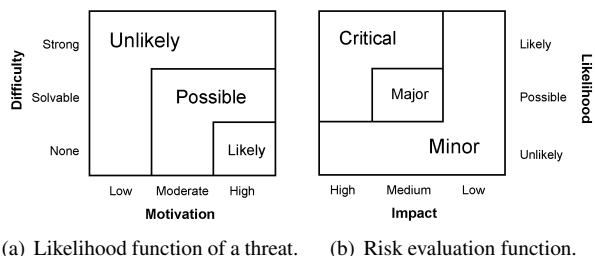 Difficulty
Strong
Solvable
None
Unlikely
Possible
Likely
Low Moderate High
Motivation
Critical
Major
Minor
Likely
Possible
Unlikely
Likelihood
High Medium Low
Impact
(a) Likelihood function of a threat.
(b) Risk evaluation function.